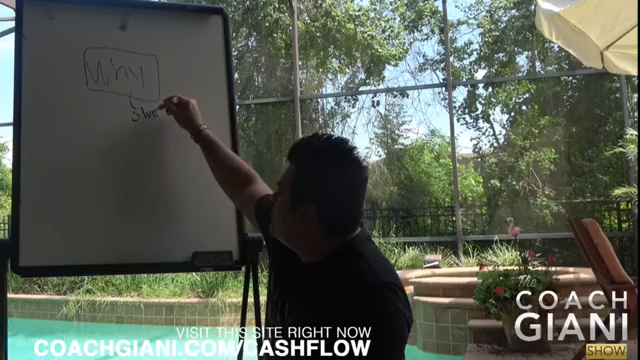 Why
VISIT THIS SITE RIGHT NOW
COACHGIANI.COM/CASHFLOW
The
COACH
GIANI
SHOW